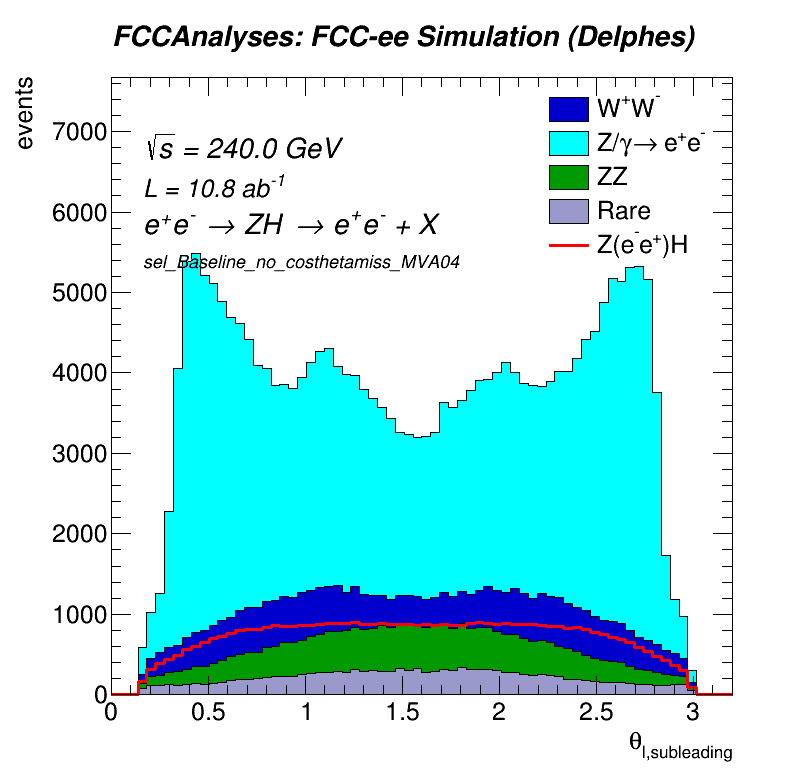 FCCAnalyses: FCC-ee Simulation (Delphes)
events
7000
6000
5000
4000
3000
2000
1000
0
√s = 240.0 GeV
L = 10.8 ab⁻¹
e⁺e⁻ → ZH → e⁺e⁻ + X
sel_Baseline_no_costhetamiss_MVA04
W⁺W⁻
Z/γ→ e⁺e⁻
ZZ
Rare
Z(e⁻e⁺)H
0 0.5 1 1.5 2 2.5 3
θl,subleading